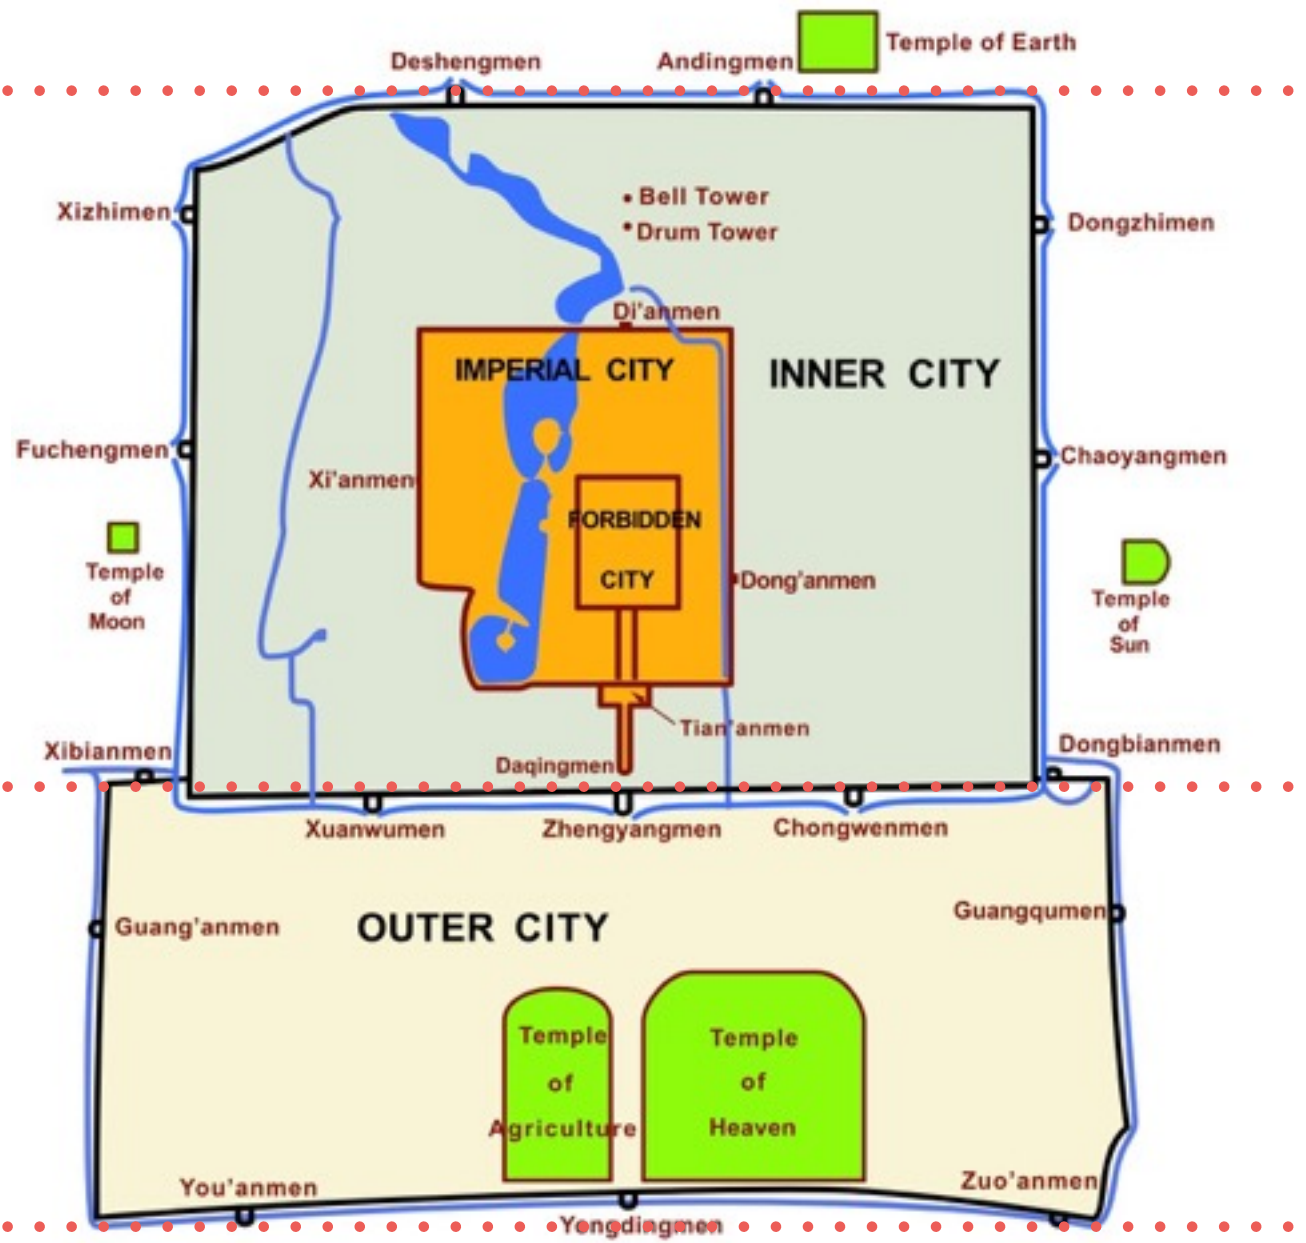 Temple of Earth
Deshengmen
Andingmen
Bell Tower
Xizhimen
Dongzhimen
Drum Tower
Di'anmen
IMPERIAL CITY
INNER CITY
Fuchengmen
Chaoyangmen
Xi'anmen
FORBIDDEN
CITY
Dong'anmen
Temple
of
Moon
Temple
of
Sun
Tian'anmen
Xibianmen
Dongbianmen
Daqingmen
Xuanwumen
Zhengyangmen
Chongwenmen
Guangqumen
Guang'anmen
OUTER CITY
Temple
of
Agriculture
Temple
of
Heaven
You'anmen
Zuo'anmen
Yongdingmen